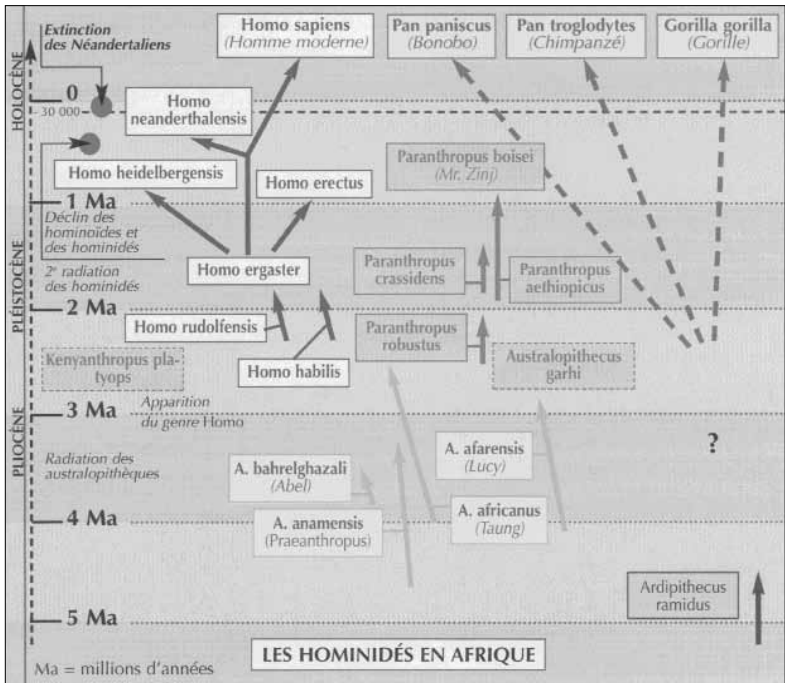 Extinction
des Néandertaliens
Homo sapiens
(Homme moderne)
Pan paniscus
(Bonobo)
Pan troglodytes
(Chimpanzé)
Gorilla gorilla
(Gorille)
HOLOCÈNE
0
30 000
Homo
neanderthalensis
Homo heidelbergensis
Homo erectus
Paranthropus boisei
(Mr. Zinj)
1 Ma
Déclin des
hominoïdes et
des hominidés
2e radiation
des hominidés
Homo ergaster
Paranthropus
crassidens
Paranthropus
aethiopicus
PLÉISTOCÈNE
2 Ma
Homo rudolfensis
Paranthropus
robustus
Kenyanthropus pla-
tyops
Homo habilis
Australopithecus
garhi
3 Ma
Apparition
du genre Homo
PLIOCÈNE
Radiation des
australopithèques
A. bahrelghazali
(Abel)
A. afarensis
(Lucy)
?
4 Ma
A. anamensis
(Praeanthropus)
A. africanus
(Taung)
Ardipithecus
ramidus
5 Ma
LES HOMINIDÉS EN AFRIQUE
Ma = millions d'années